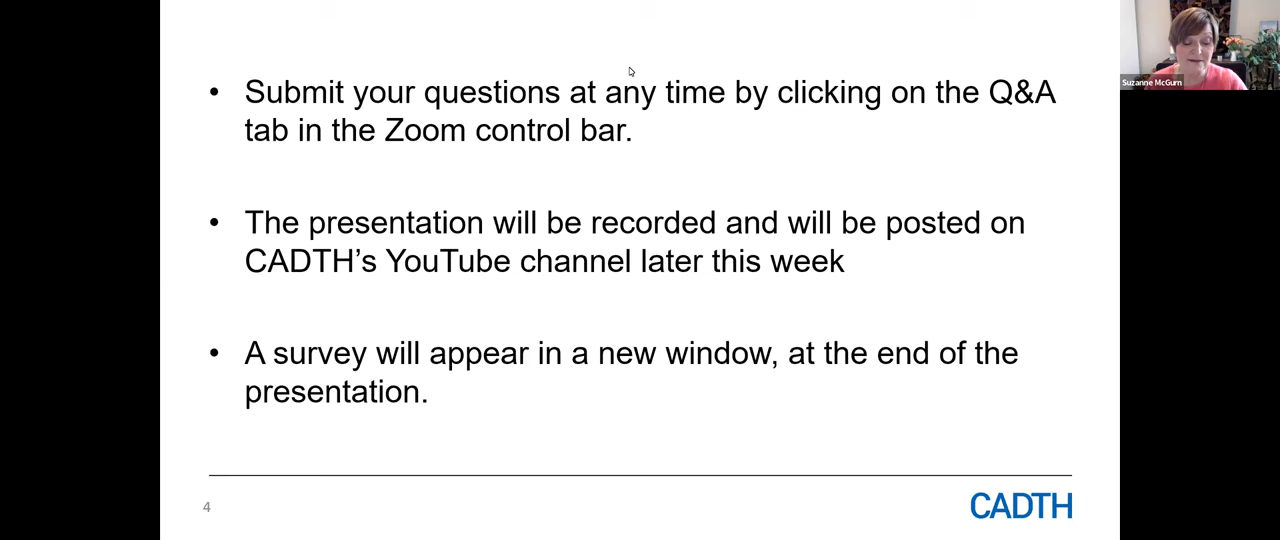 • Submit your questions at any time by clicking on the Q&A
tab in the Zoom control bar.
• The presentation will be recorded and will be posted on
CADTH’s YouTube channel later this week
• A survey will appear in a new window, at the end of the
presentation.
4
CADTH
Suzanne McGurn